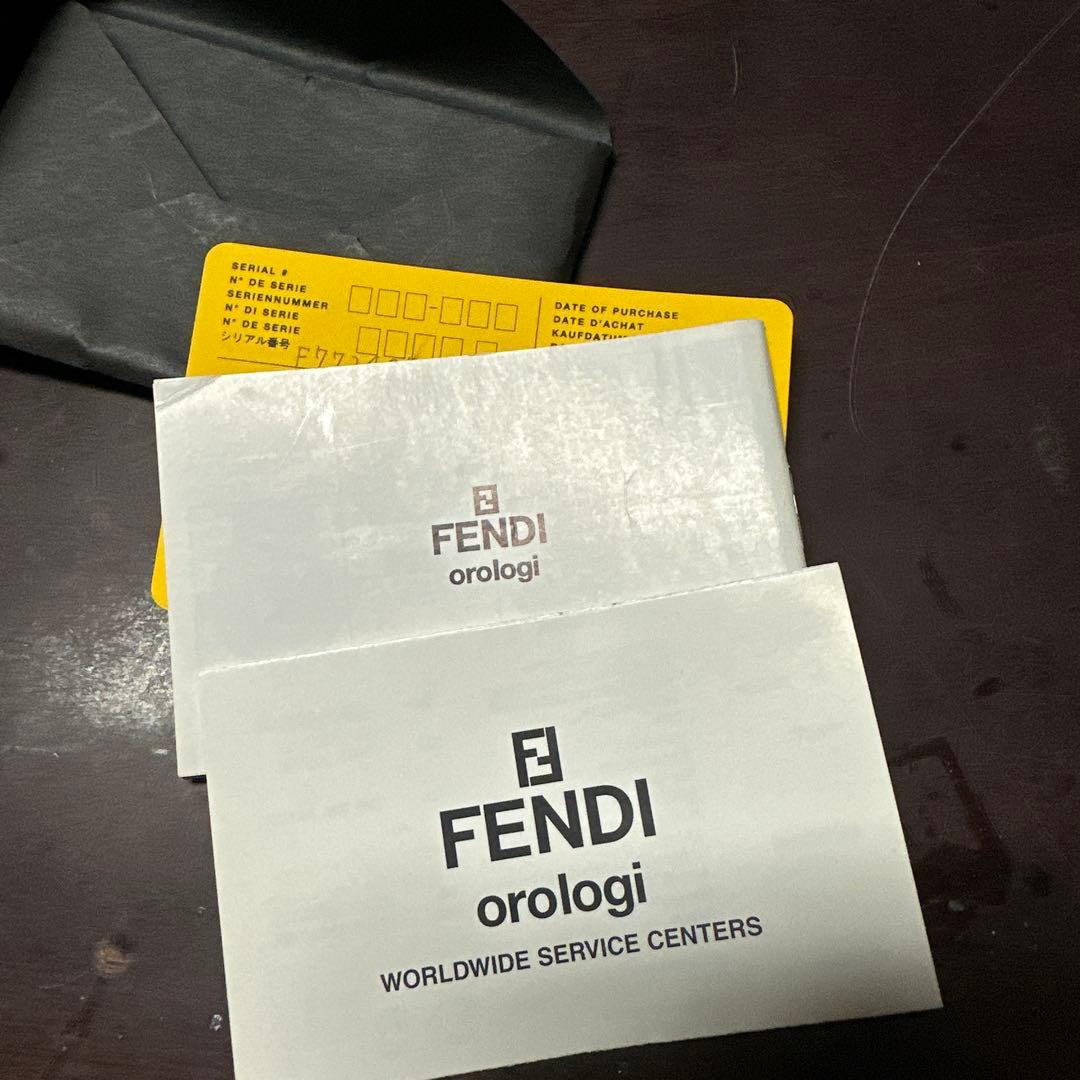 SERIAL #
N° DE SERIE
SERIENNUMMER
N° DI SERIE
N° DE SERIE
シリアル番号
DATE OF PURCHASE
DATE D'ACHAT
FENDI
orologi
FENDI
orologi
WORLDWIDE SERVICE CENTERS